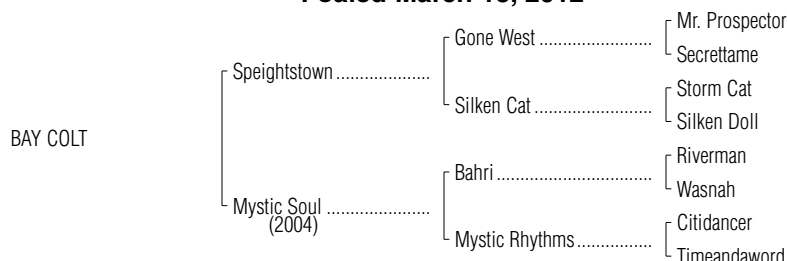 Foaled March 13, 2012
Mr. Prospector
Gone West ........................
Secrettame
Speightstown ....................
Storm Cat
Silken Cat .........................
Silken Doll
BAY COLT
Riverman
Bahri .................................
Wasnah
Mystic Soul ......................
(2004)
Citidancer
Mystic Rhythms ................
Timeandaword